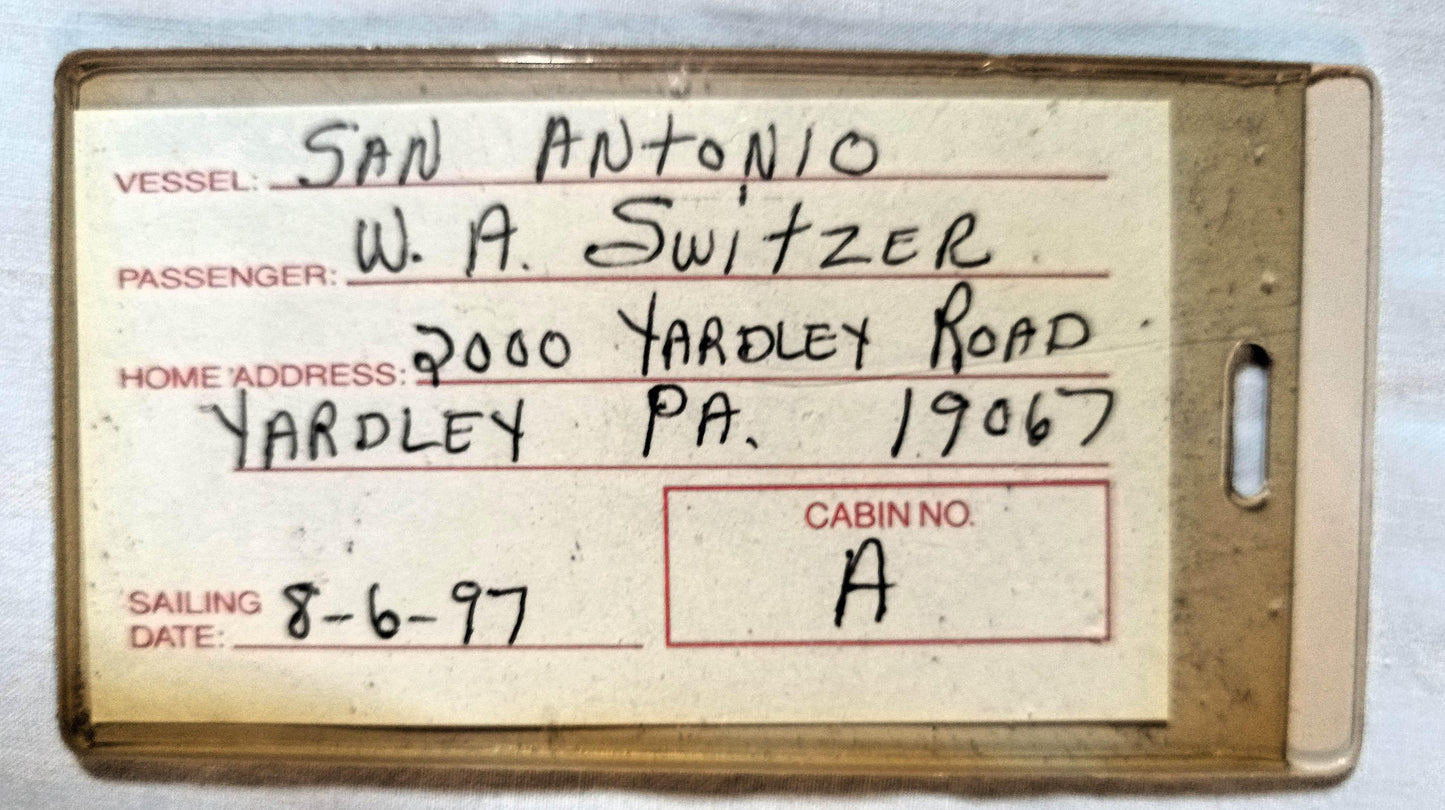 VESSEL: SAN ANTONIO
PASSENGER: W. A. SWITZER
HOME ADDRESS: 2000 YARDLEY ROAD
YARDLEY PA. 19067
CABIN NO.
A
SAILING
DATE: 8-6-97